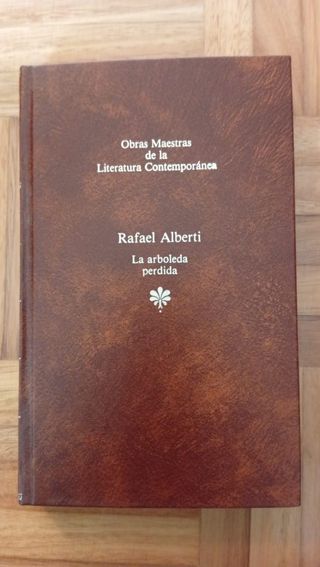 Obras Maestras
de la
Literatura Contemporánea
Rafael Alberti
La arboleda
perdida